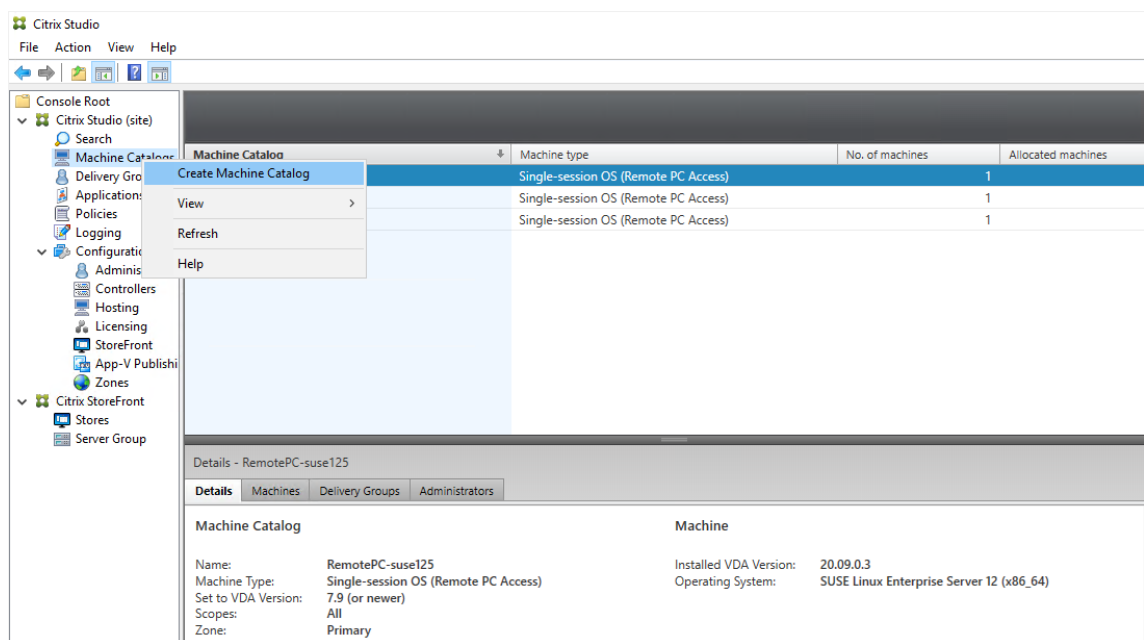 Citrix Studio
File Action View Help
Console Root
Citrix Studio (site)
Search
Machine Catalogs
Delivery Gro
Applications
Policies
Logging
Configuratio
Adminis
Controllers
Hosting
Licensing
StoreFront
App-V Publishi
Zones
Citrix StoreFront
Stores
Server Group
Create Machine Catalog
View
Refresh
Help
Machine Catalog Machine type No. of machines Allocated machines
Single-session OS (Remote PC Access) 1
Single-session OS (Remote PC Access) 1
Single-session OS (Remote PC Access) 1
Details - RemotePC-suse125
Details Machines Delivery Groups Administrators
Machine Catalog
Name: RemotePC-suse125
Machine Type: Single-session OS (Remote PC Access)
Set to VDA Version: 7.9 (or newer)
Scopes: All
Zone: Primary
Machine
Installed VDA Version: 20.09.0.3
Operating System: SUSE Linux Enterprise Server 12 (x86_64)